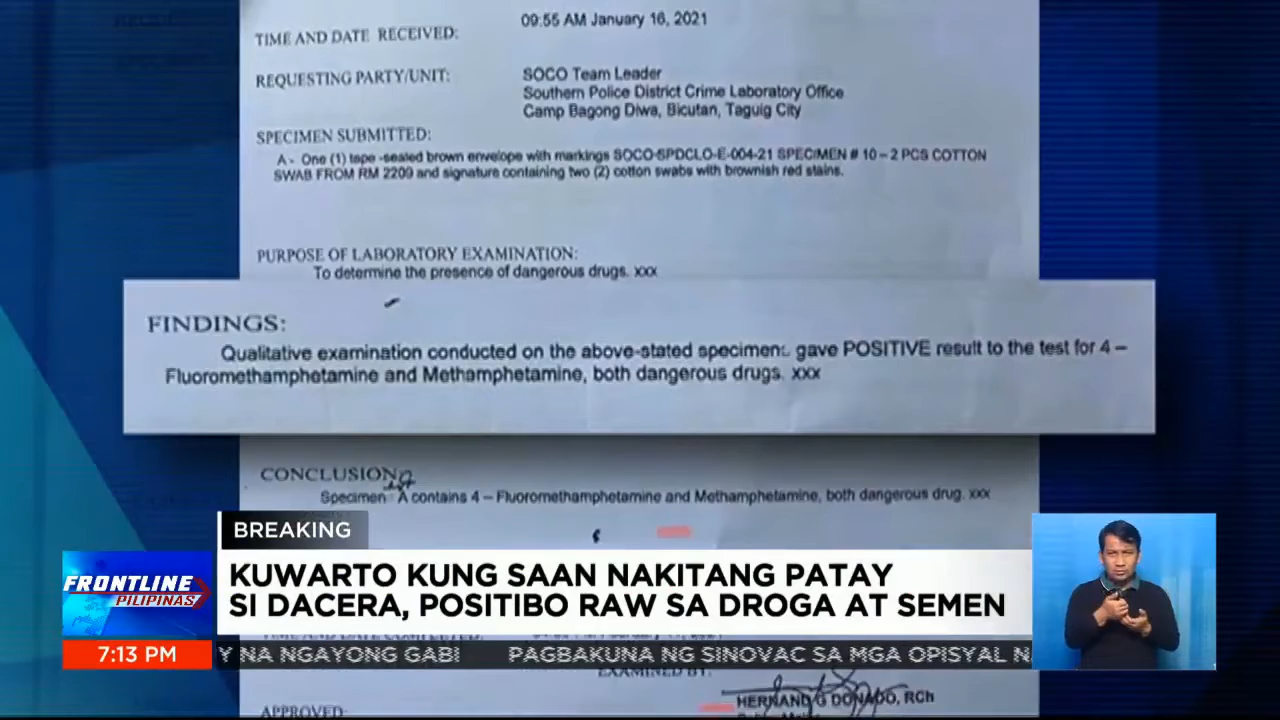 09:55 AM January 16, 2021
TIME AND DATE RECEIVED:
REQUESTING PARTY/UNIT:
SOCO Team Leader
Southern Police District Crime Laboratory Office
Camp Bagong Diwa, Bicutan, Taguig City
SPECIMEN SUBMITTED:
A - One (1) tape -sealed brown envelope with markings SOCO-SPDCLO-E-004-21 SPECIMEN # 10 – 2 PCS COTTON
SWAB FROM RM 2209 and signature containing two (2) cotton swabs with brownish red stains.
PURPOSE OF LABORATORY EXAMINATION:
To determine the presence of dangerous drugs. xxx
FINDINGS:
Qualitative examination conducted on the above-stated specimen. gave POSITIVE result to the test for 4 –
Fluoromethamphetamine and Methamphetamine, both dangerous drugs. xxx
CONCLUSION
Specimen A contains 4 – Fluoromethamphetamine and Methamphetamine, both dangerous drug. xxx
BREAKING
FRONTLINE
PILIPINAS
KUWARTO KUNG SAAN NAKITANG PATAY
SI DACERA, POSITIBO RAW SA DROGA AT SEMEN
TIME AND DATE COMPLETED:
7:13 PM
Y NA NGAYONG GABI PAGBAKUNA NG SINOVAC SA MGA OPISYAL
EXAMINED BY:
HERNAND G DONADO, RCh
APPROVED: